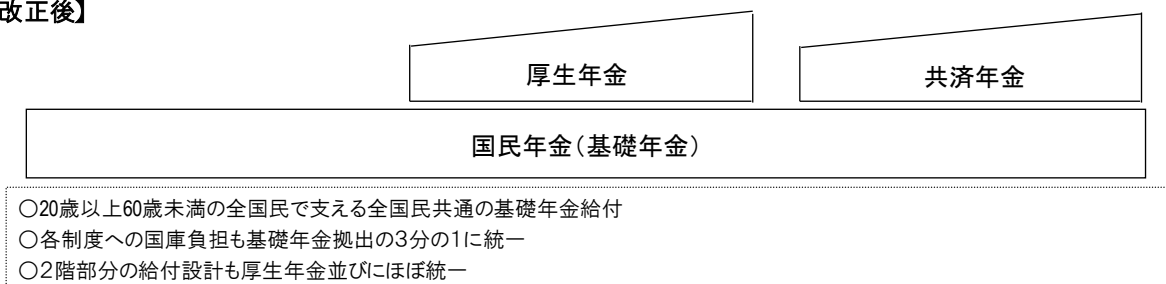 改正後】
厚生年金
共済年金
国民年金(基礎年金)
○20歳以上60歳未満の全国民で支える全国民共通の基礎年金給付
○各制度への国庫負担も基礎年金拠出の3分の1に統一
○2階部分の給付設計も厚生年金並びにほぼ統一